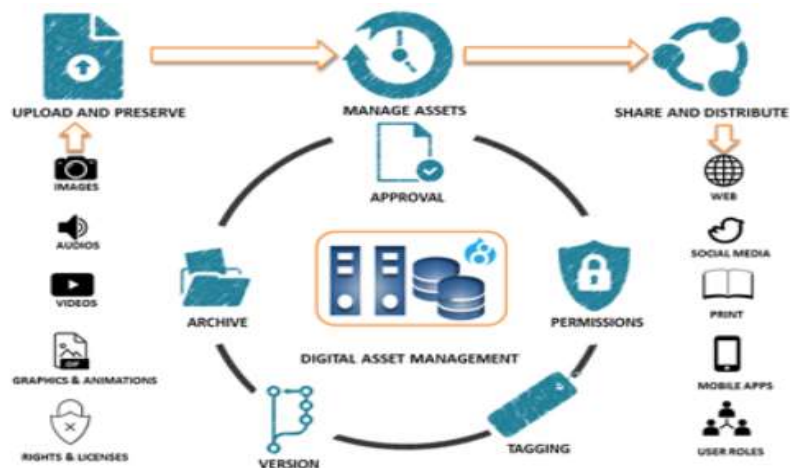 UPLOAD AND PRESERVE
MANAGE ASSETS
SHARE AND DISTRIBUTE
IMAGES
AUDIOS
VIDEOS
GIF
GRAPHICS & ANIMATIONS
RIGHTS & LICENSES
APPROVAL
ARCHIVE
PERMISSIONS
DIGITAL ASSET MANAGEMENT
VERSION
TAGGING
WEB
SOCIAL MEDIA
PRINT
MOBILE APPS
USER ROLES